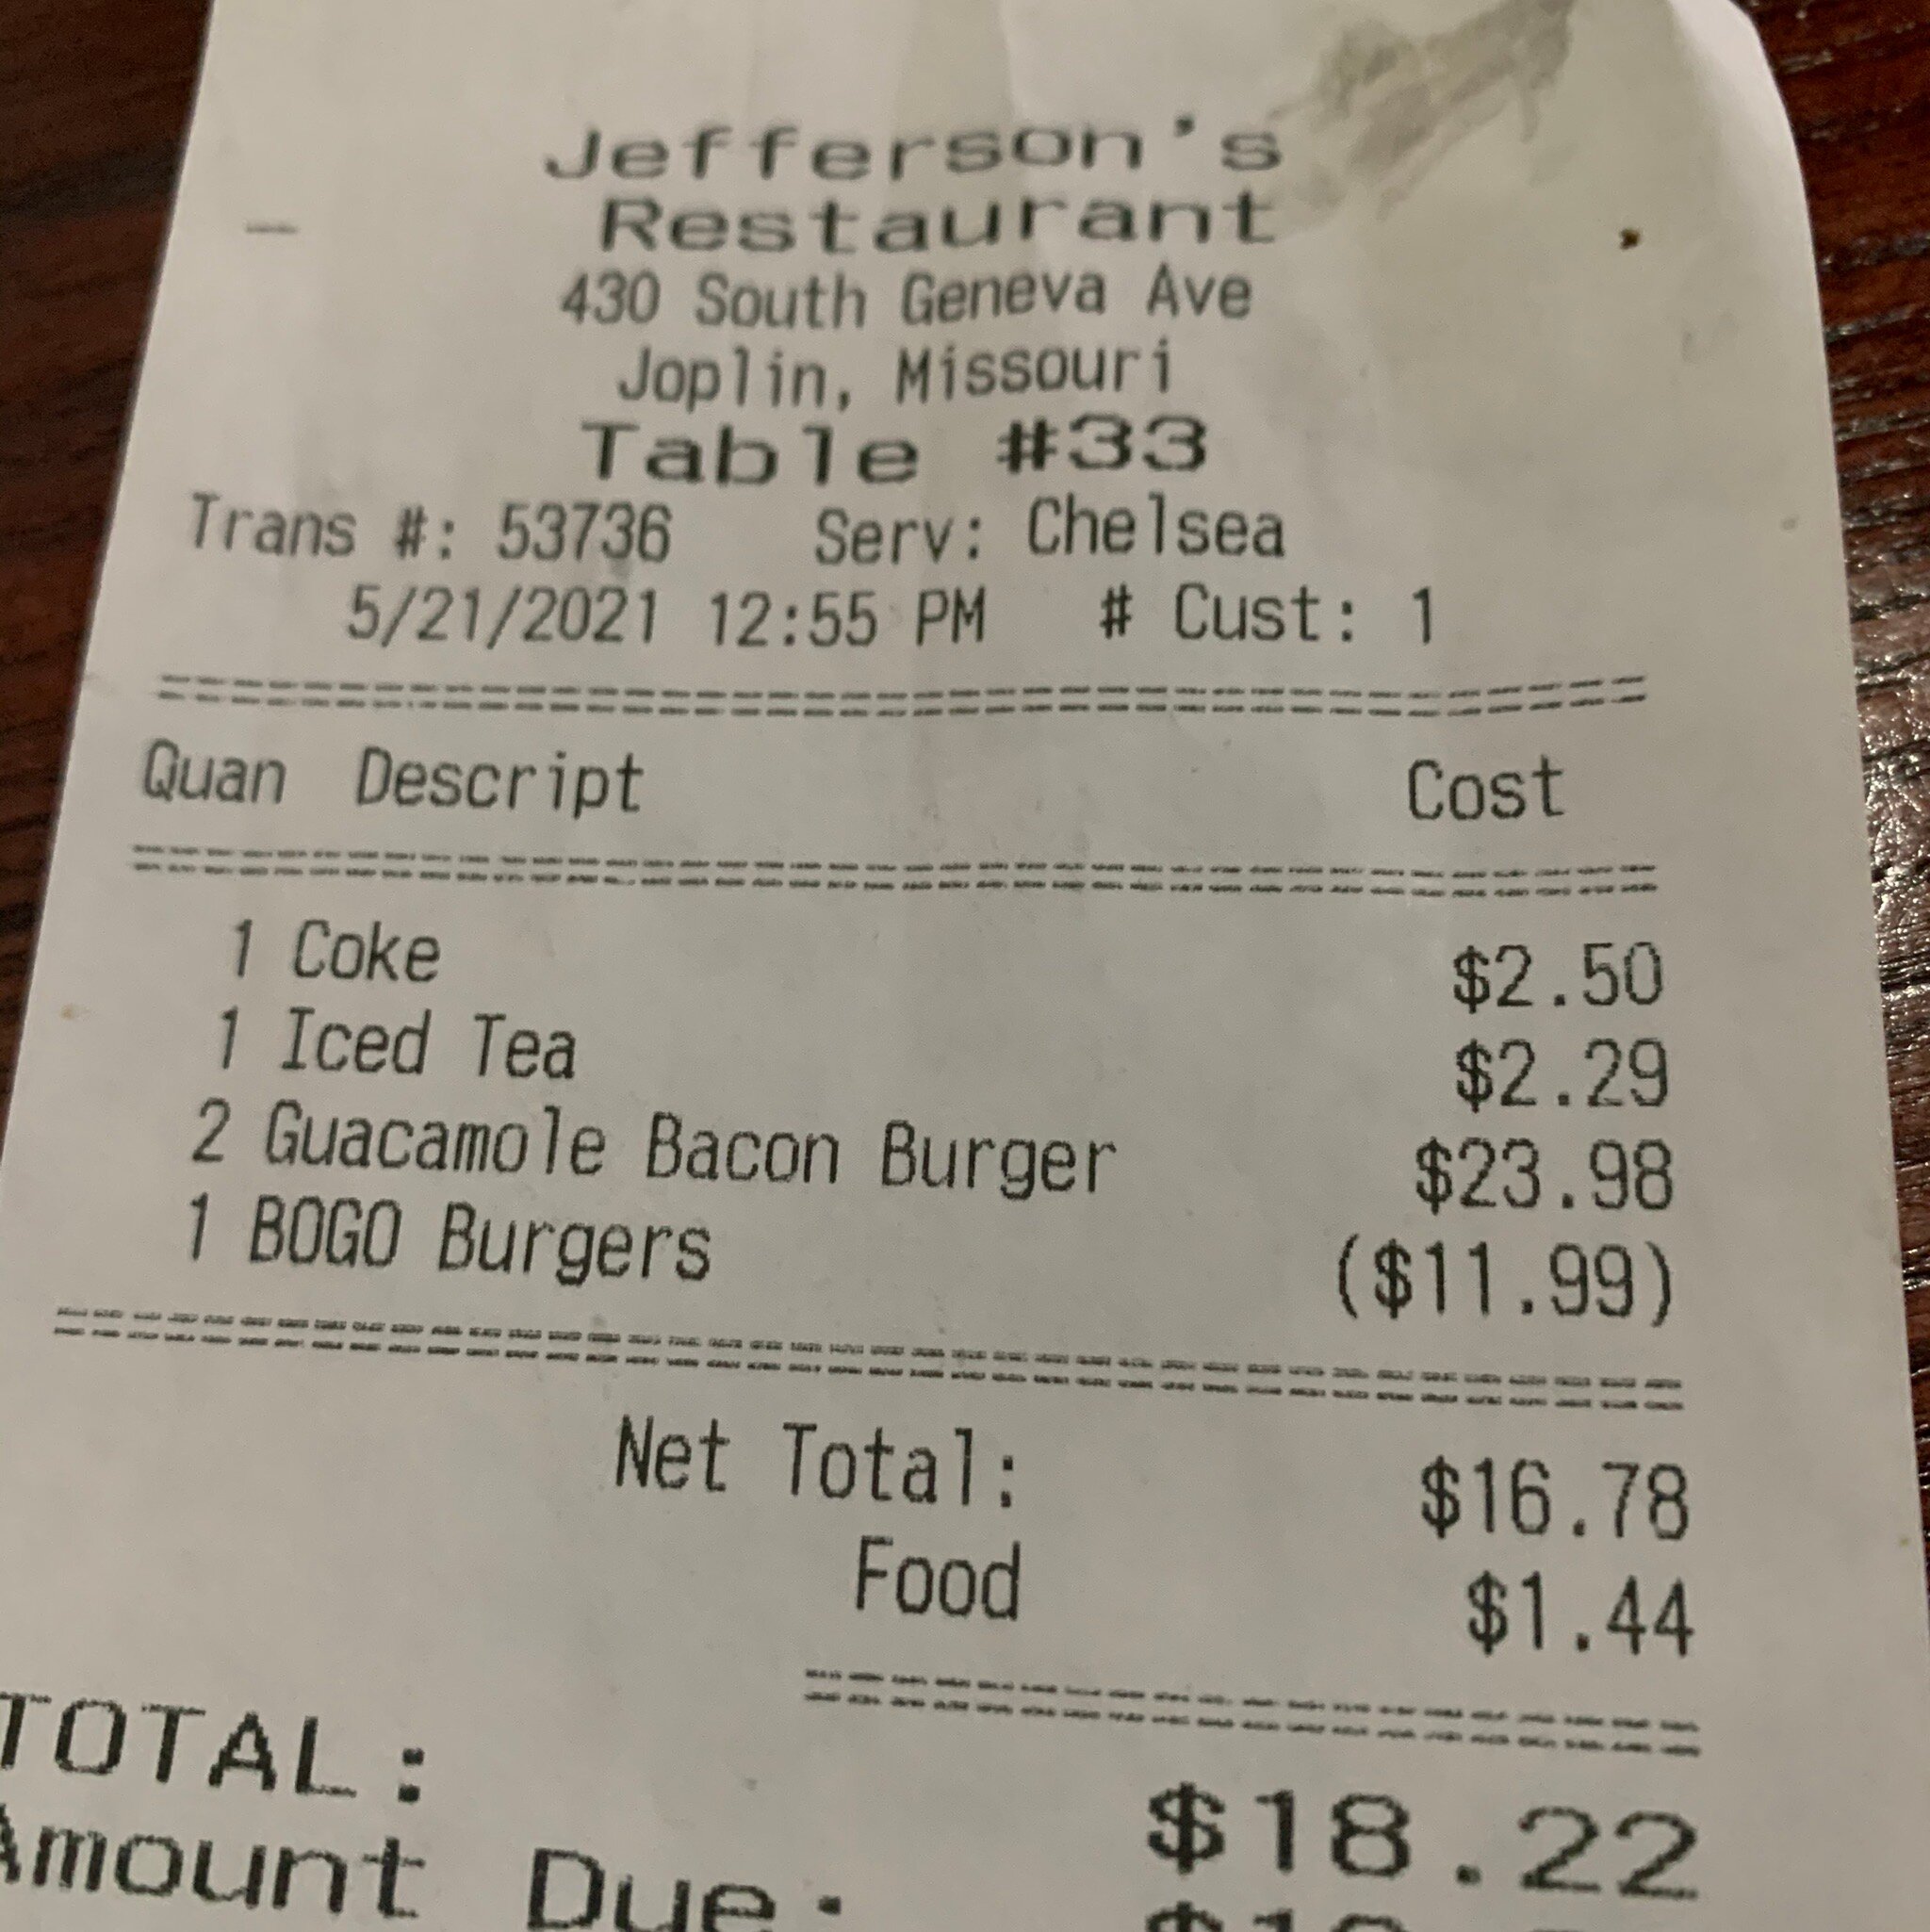 Jefferson's
Restaurant
430 South Geneva Ave
Joplin, Missouri
Table #33
Trans #: 53736 Serv: Chelsea
5/21/2021 12:55 PM # Cust: 1
Quan Descript Cost
1 Coke $2.50
1 Iced Tea $2.29
2 Guacamole Bacon Burger $23.98
1 BOGO Burgers ($11.99)
Net Total: $16.78
Food $1.44
TOTAL: $18.22
Amount Due: